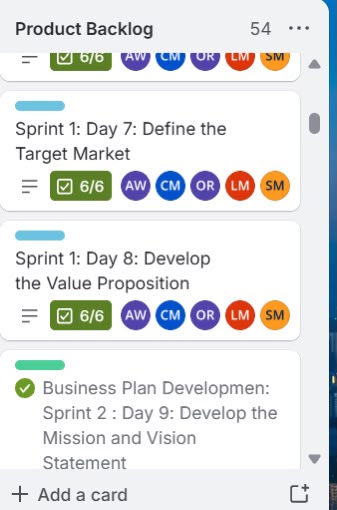 Product Backlog 54
6/6 AW CM OR LM SM
Sprint 1: Day 7: Define the
Target Market
6/6 AW CM OR LM SM
Sprint 1: Day 8: Develop
the Value Proposition
6/6 AW CM OR LM SM
Business Plan Developmen:
Sprint 2 : Day 9: Develop the
Mission and Vision
Statement
+ Add a card